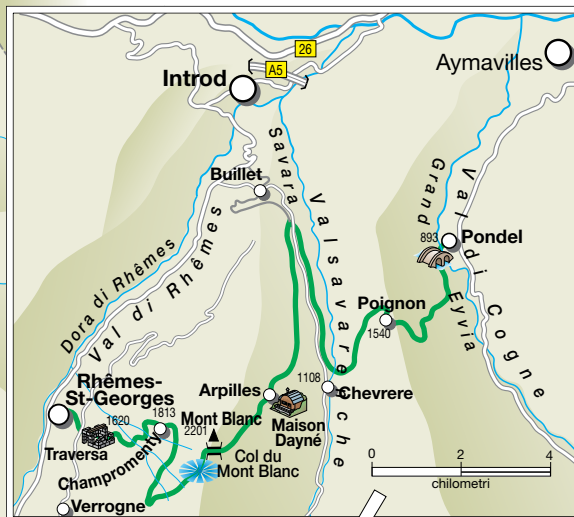 26
A5
Aymavilles
Introd
Savara
Buillet
Valsavarenche
Grand Eyvia
Val di Cogne
893
Pondel
Dora di Rhêmes
Val di Rhêmes
Poignon
1540
Rhêmes-
St-Georges
1620
1813
Arpilles
1108
Chevrere
Mont Blanc
2201
Maison
Dayné
Traversa
Champromenty
Col du
Mont Blanc
Verrogne
0 2 4
chilometri